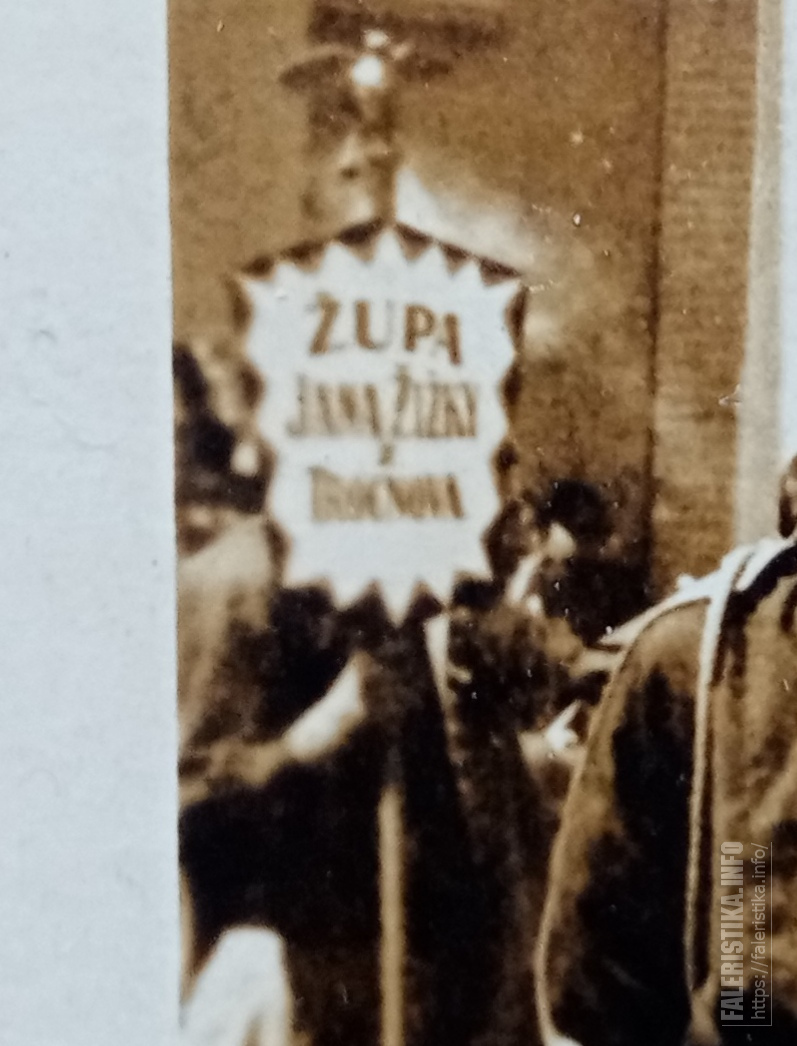 ŽUPA
JANA ŽIŽKY
Z
TROCNOVA
FALERISTIKA.INFO
https://faleristika.info/